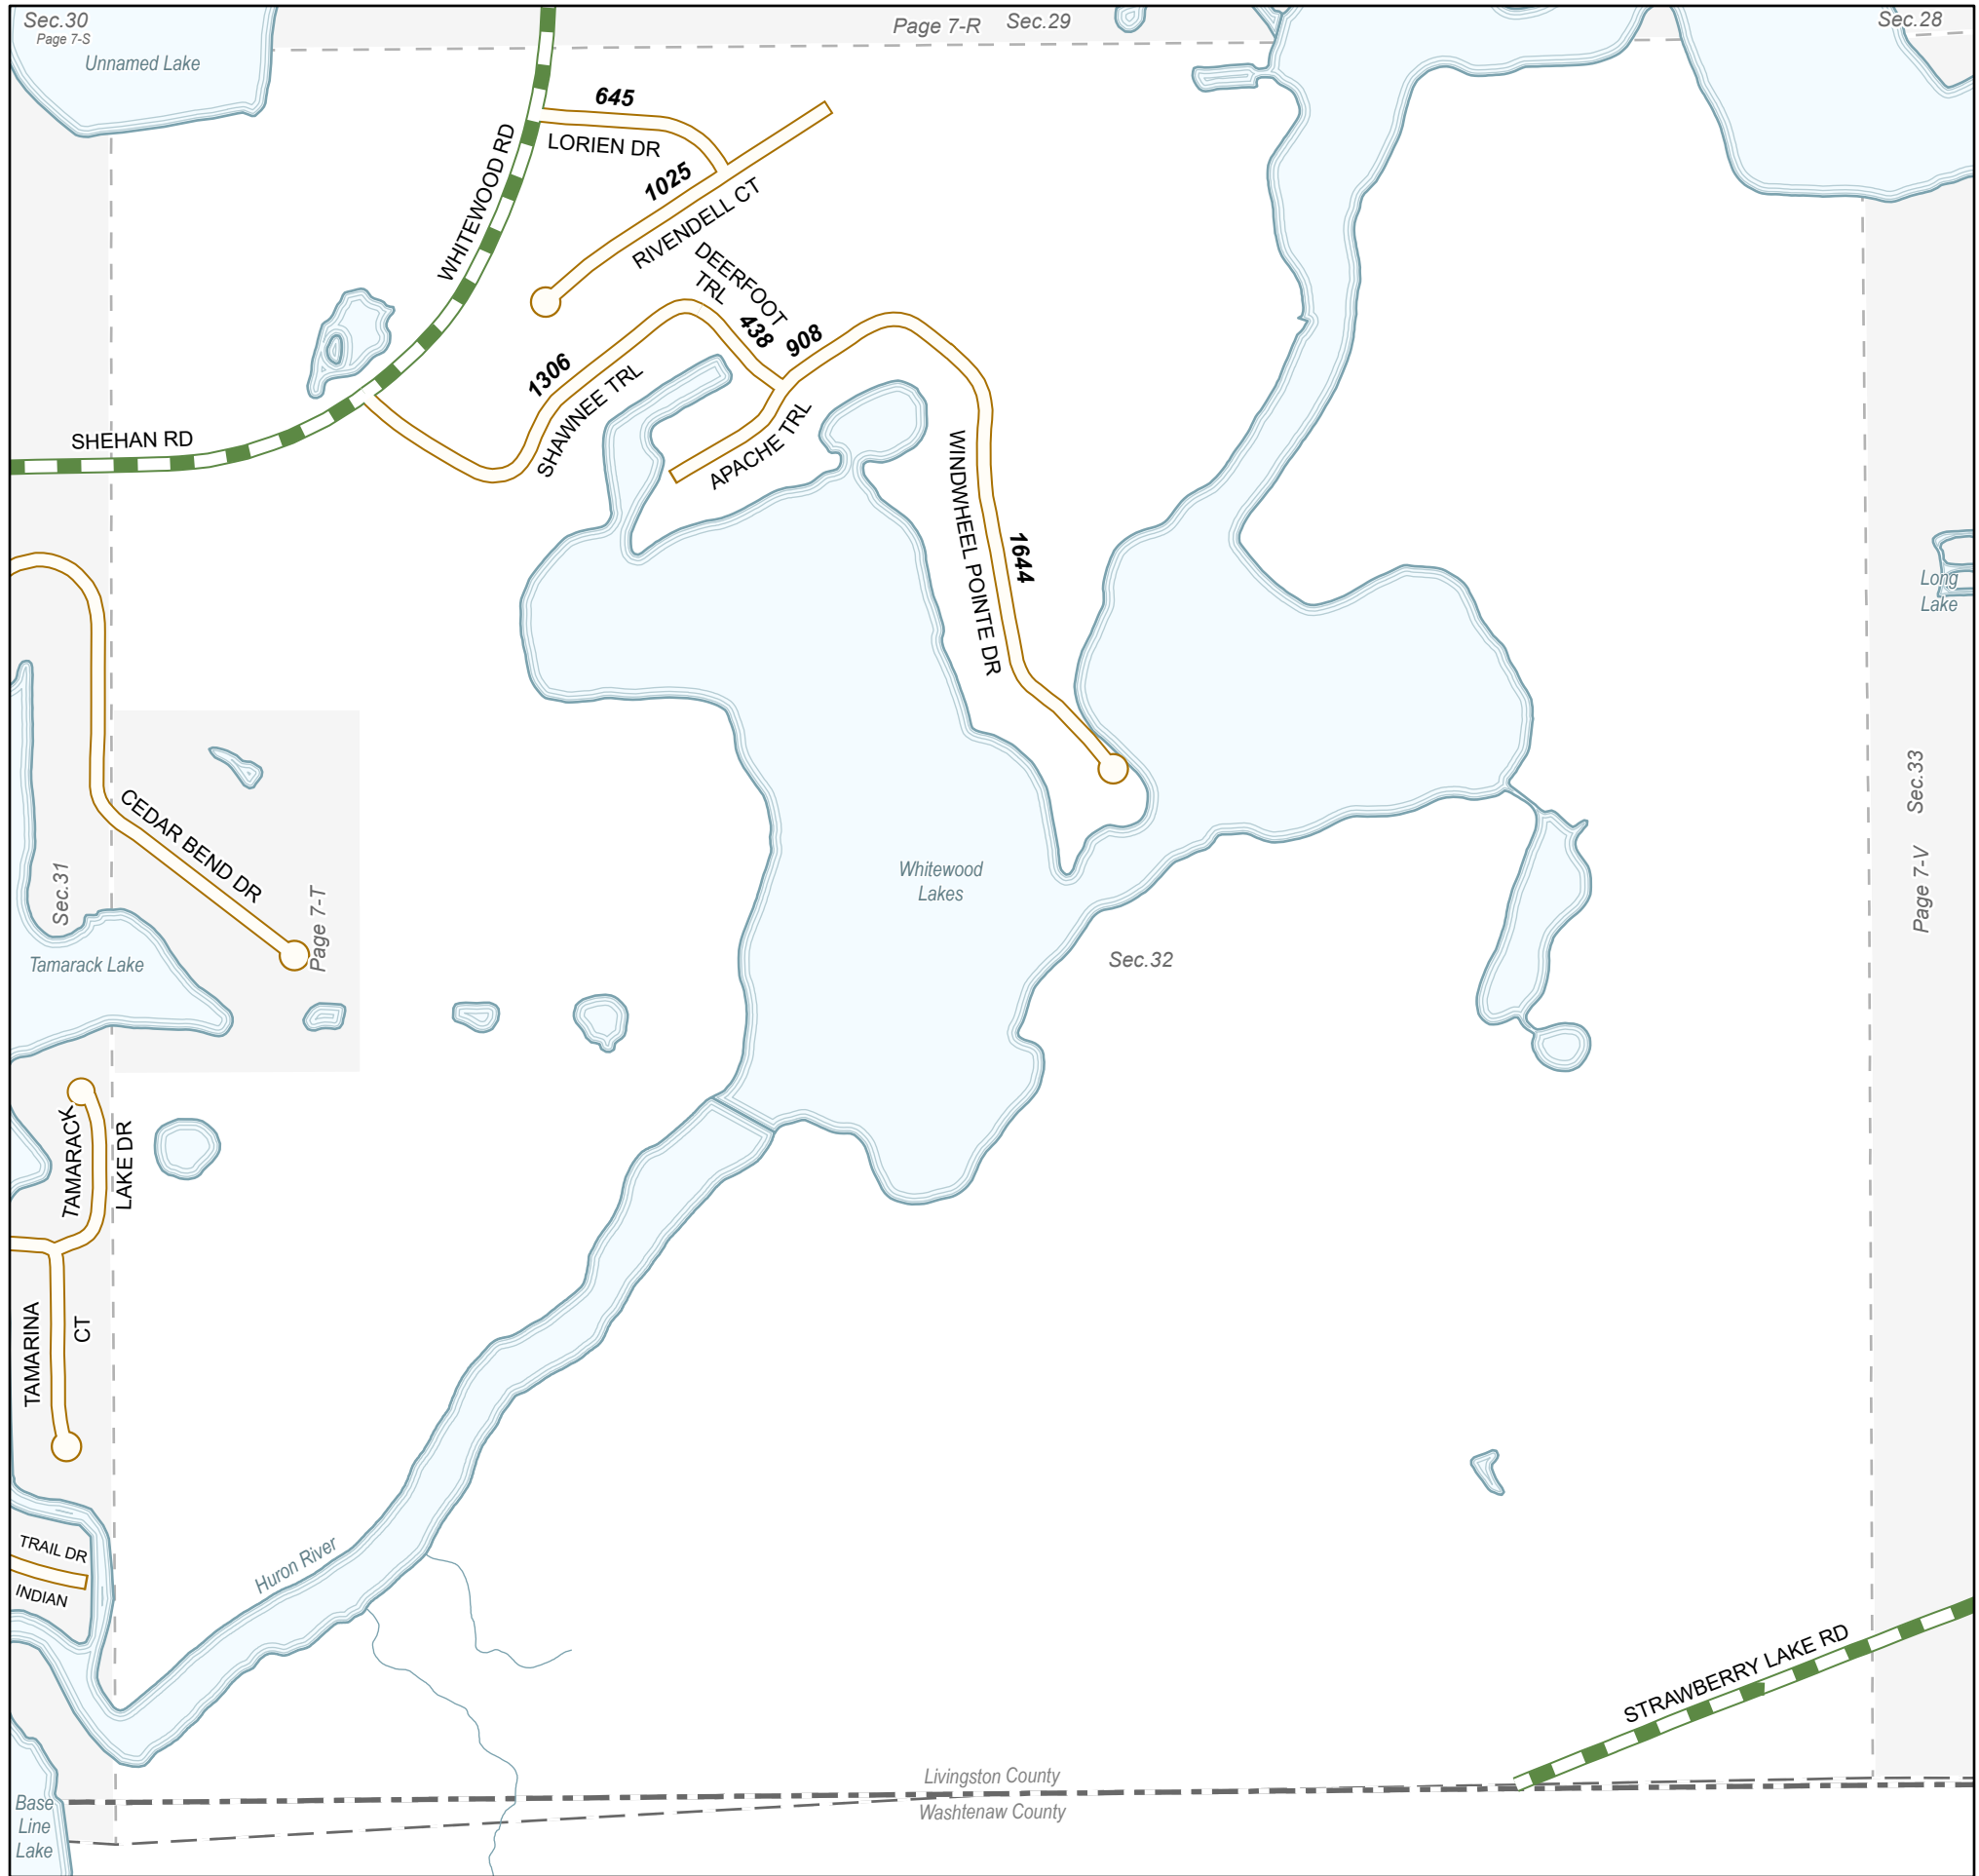 Sec.30
Page 7-S
Unnamed Lake
Page 7-R
Sec.29
Sec.28
645
LORIEN DR
WHITEWOOD RD
1025
RIVENDELL CT
DEERFOOT
TRL
438
908
1306
SHAWNEE TRL
APACHE TRL
SHEHAN RD
WINDWHEEL POINTE DR
1644
Long
Lake
Sec.33
Page 7-V
CEDAR BEND DR
Sec.31
Page 7-T
Tamarack Lake
Whitewood
Lakes
Sec.32
TAMARACK
LAKE DR
TAMARINA
CT
TRAIL DR
INDIAN
Huron River
STRAWBERRY LAKE RD
Livingston County
Washtenaw County
Base
Line
Lake